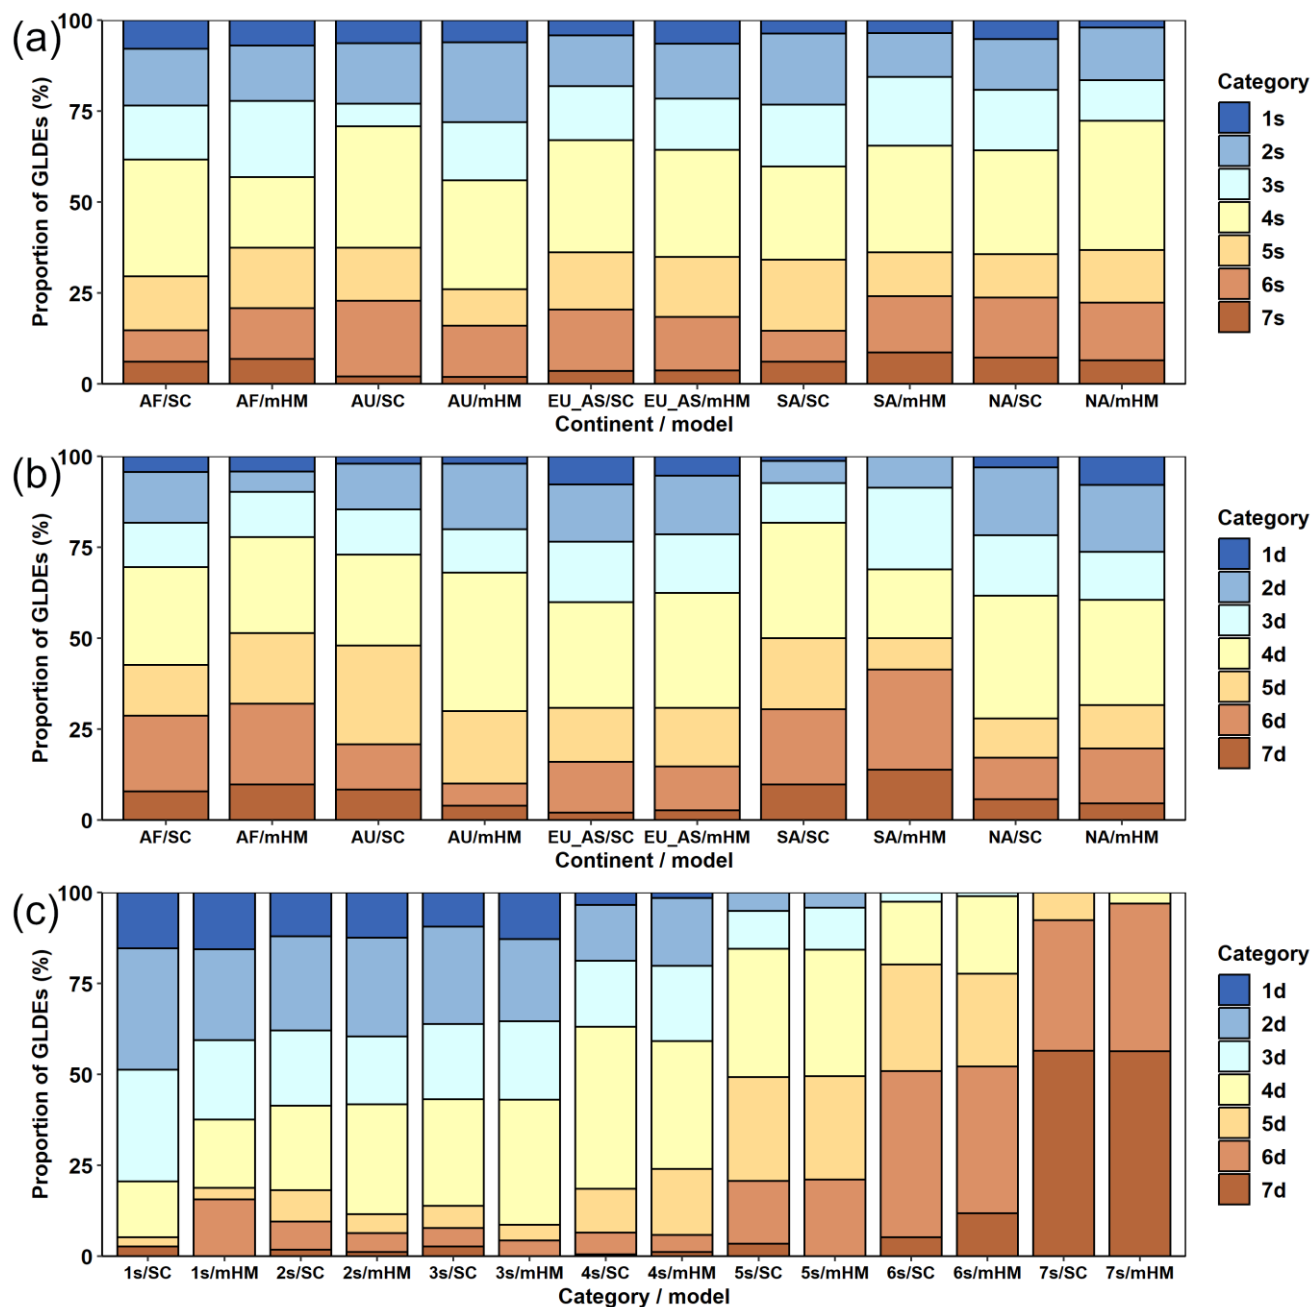 (a)
Proportion of GLDEs (%)
100
75
50
25
0
AF/SC AF/mHM AU/SC AU/mHM EU_AS/SC EU_AS/mHM SA/SC SA/mHM NA/SC NA/mHM
Continent / model
Category
1s
2s
3s
4s
5s
6s
7s
(b)
Proportion of GLDEs (%)
100
75
50
25
0
AF/SC AF/mHM AU/SC AU/mHM EU_AS/SC EU_AS/mHM SA/SC SA/mHM NA/SC NA/mHM
Continent / model
Category
1d
2d
3d
4d
5d
6d
7d
(c)
Proportion of GLDEs (%)
100
75
50
25
0
1s/SC 1s/mHM 2s/SC 2s/mHM 3s/SC 3s/mHM 4s/SC 4s/mHM 5s/SC 5s/mHM 6s/SC 6s/mHM 7s/SC 7s/mHM
Category / model
Category
1d
2d
3d
4d
5d
6d
7d